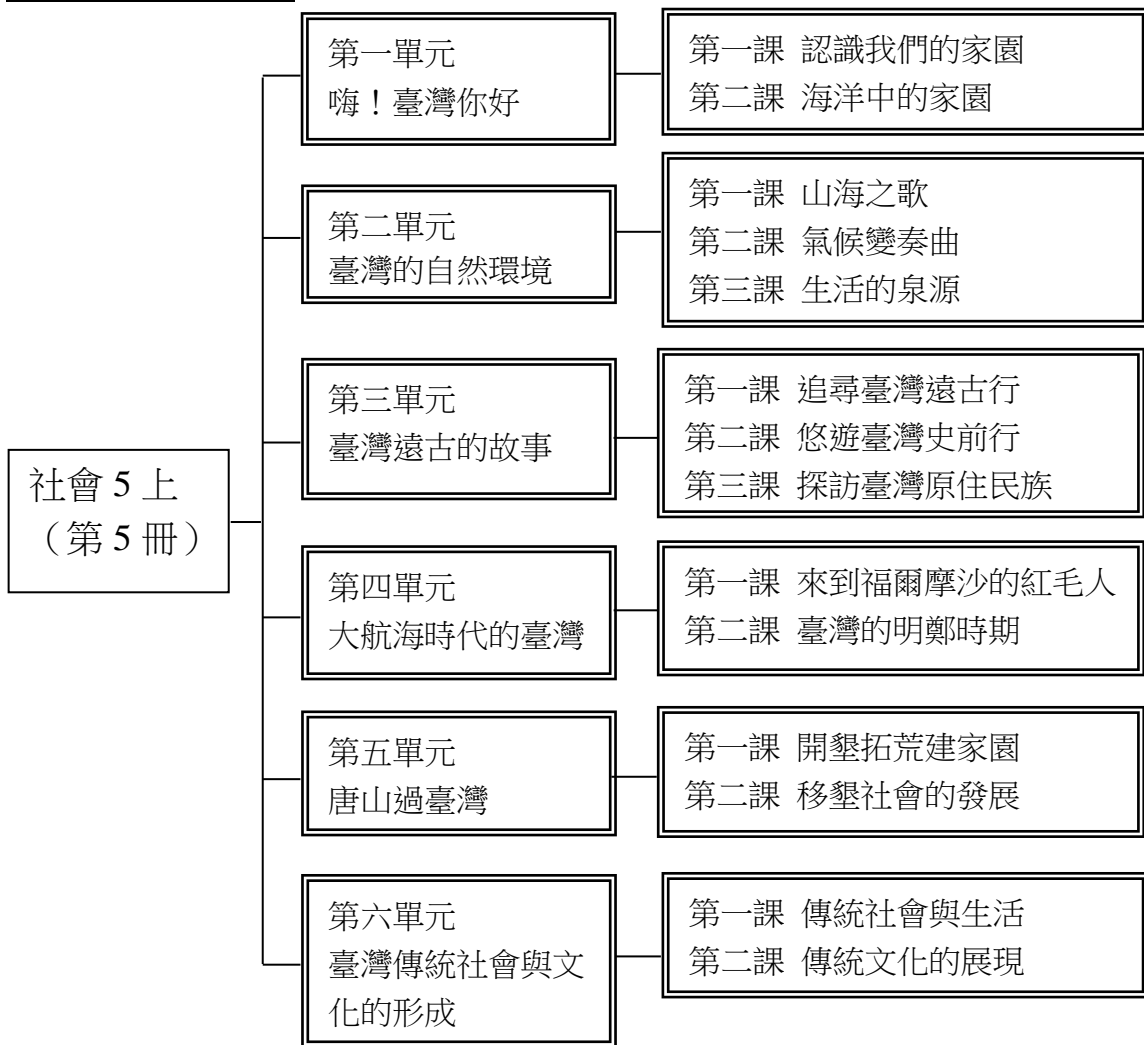 社會 5 上
（第 5 冊）
第一單元
嗨！臺灣你好
第一課 認識我們的家園
第二課 海洋中的家園
第二單元
臺灣的自然環境
第一課 山海之歌
第二課 氣候變奏曲
第三課 生活的泉源
第三單元
臺灣遠古的故事
第一課 追尋臺灣遠古行
第二課 悠遊臺灣史前行
第三課 探訪臺灣原住民族
第四單元
大航海時代的臺灣
第一課 來到福爾摩沙的紅毛人
第二課 臺灣的明鄭時期
第五單元
唐山過臺灣
第一課 開墾拓荒建家園
第二課 移墾社會的發展
第六單元
臺灣傳統社會與文
化的形成
第一課 傳統社會與生活
第二課 傳統文化的展現